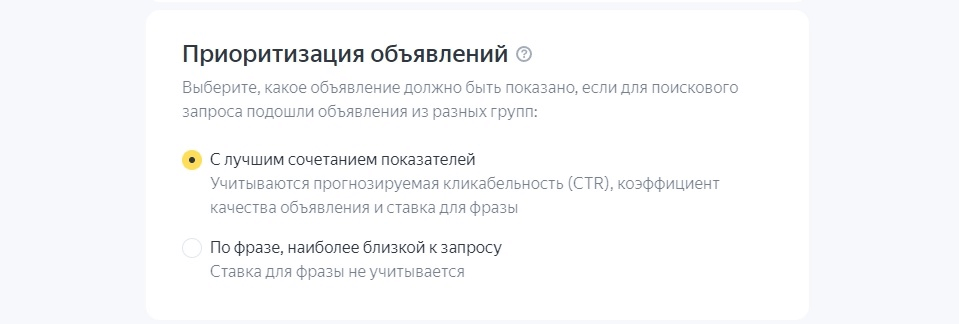 Приоритизация объявлений ?
Выберите, какое объявление должно быть показано, если для поискового
запроса подошли объявления из разных групп:
С лучшим сочетанием показателей
Учитываются прогнозируемая кликабельность (CTR), коэффициент
качества объявления и ставка для фразы
По фразе, наиболее близкой к запросу
Ставка для фразы не учитывается